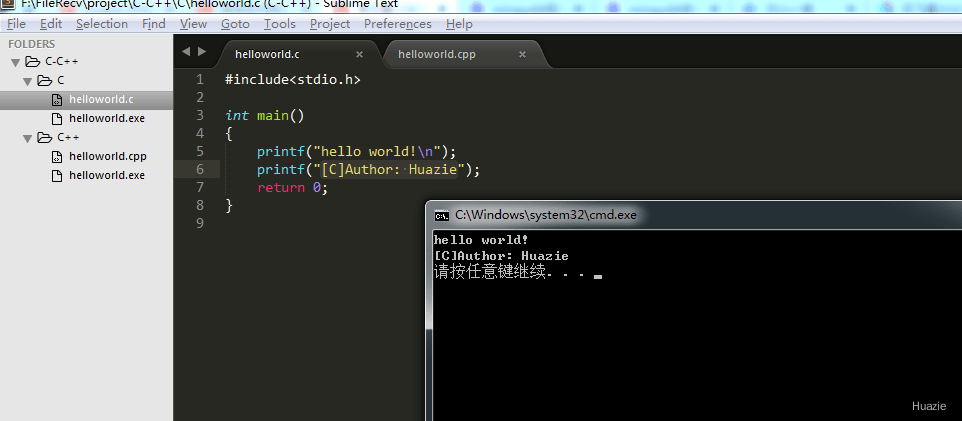 F:\FileRecv\project\C-C++\C\helloworld.c (C-C++) - Sublime Text
File Edit Selection Find View Goto Tools Project Preferences Help
FOLDERS
C-C++
C
helloworld.c
helloworld.exe
C++
helloworld.cpp
helloworld.exe
helloworld.c × helloworld.cpp ×
1 #include<stdio.h>
2
3 int main()
4 {
5 printf("hello world!\n");
6 printf("[C]Author: Huazie");
7 return 0;
8 }
9
C:\Windows\system32\cmd.exe
hello world!
[C]Author: Huazie
请按任意键继续. . .
Huazie